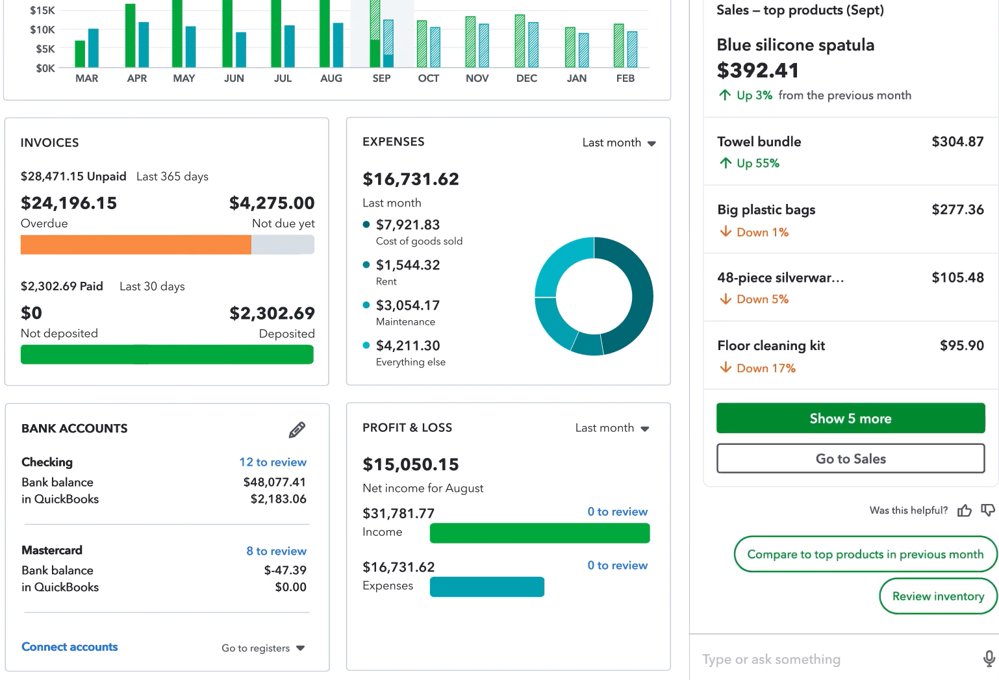 $15K
$10K
$5K
$0K
MAR APR MAY JUN JUL AUG SEP OCT NOV DEC JAN FEB
INVOICES
$28,471.15 Unpaid Last 365 days
$24,196.15 $4,275.00
Overdue Not due yet
$2,302.69 Paid Last 30 days
$0 $2,302.69
Not deposited Deposited
EXPENSES Last month
$16,731.62
Last month
$7,921.83
Cost of goods sold
$1,544.32
Rent
$3,054.17
Maintenance
$4,211.30
Everything else
BANK ACCOUNTS
Checking 12 to review
Bank balance $48,077.41
in QuickBooks $2,183.06
Mastercard 8 to review
Bank balance $-47.39
in QuickBooks $0.00
Connect accounts Go to registers
PROFIT & LOSS Last month
$15,050.15
Net income for August
$31,781.77 0 to review
Income
$16,731.62 0 to review
Expenses
Sales – top products (Sept)
Blue silicone spatula
$392.41
Up 3% from the previous month
Towel bundle $304.87
Up 55%
Big plastic bags $277.36
Down 1%
48-piece silverwar... $105.48
Down 5%
Floor cleaning kit $95.90
Down 17%
Show 5 more
Go to Sales
Was this helpful?
Compare to top products in previous month
Review inventory
Type or ask something